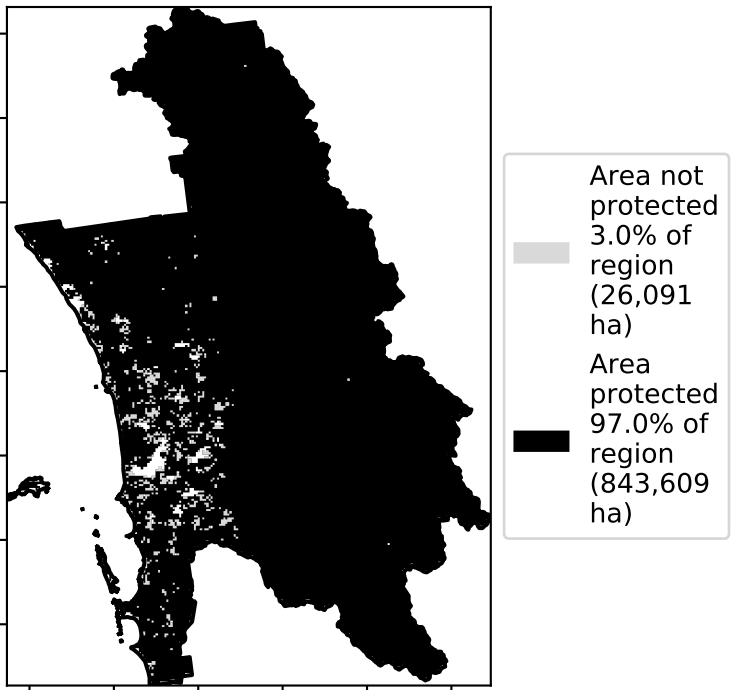 Area not
protected
3.0% of
region
(26,091
ha)
Area
protected
97.0% of
region
(843,609
ha)